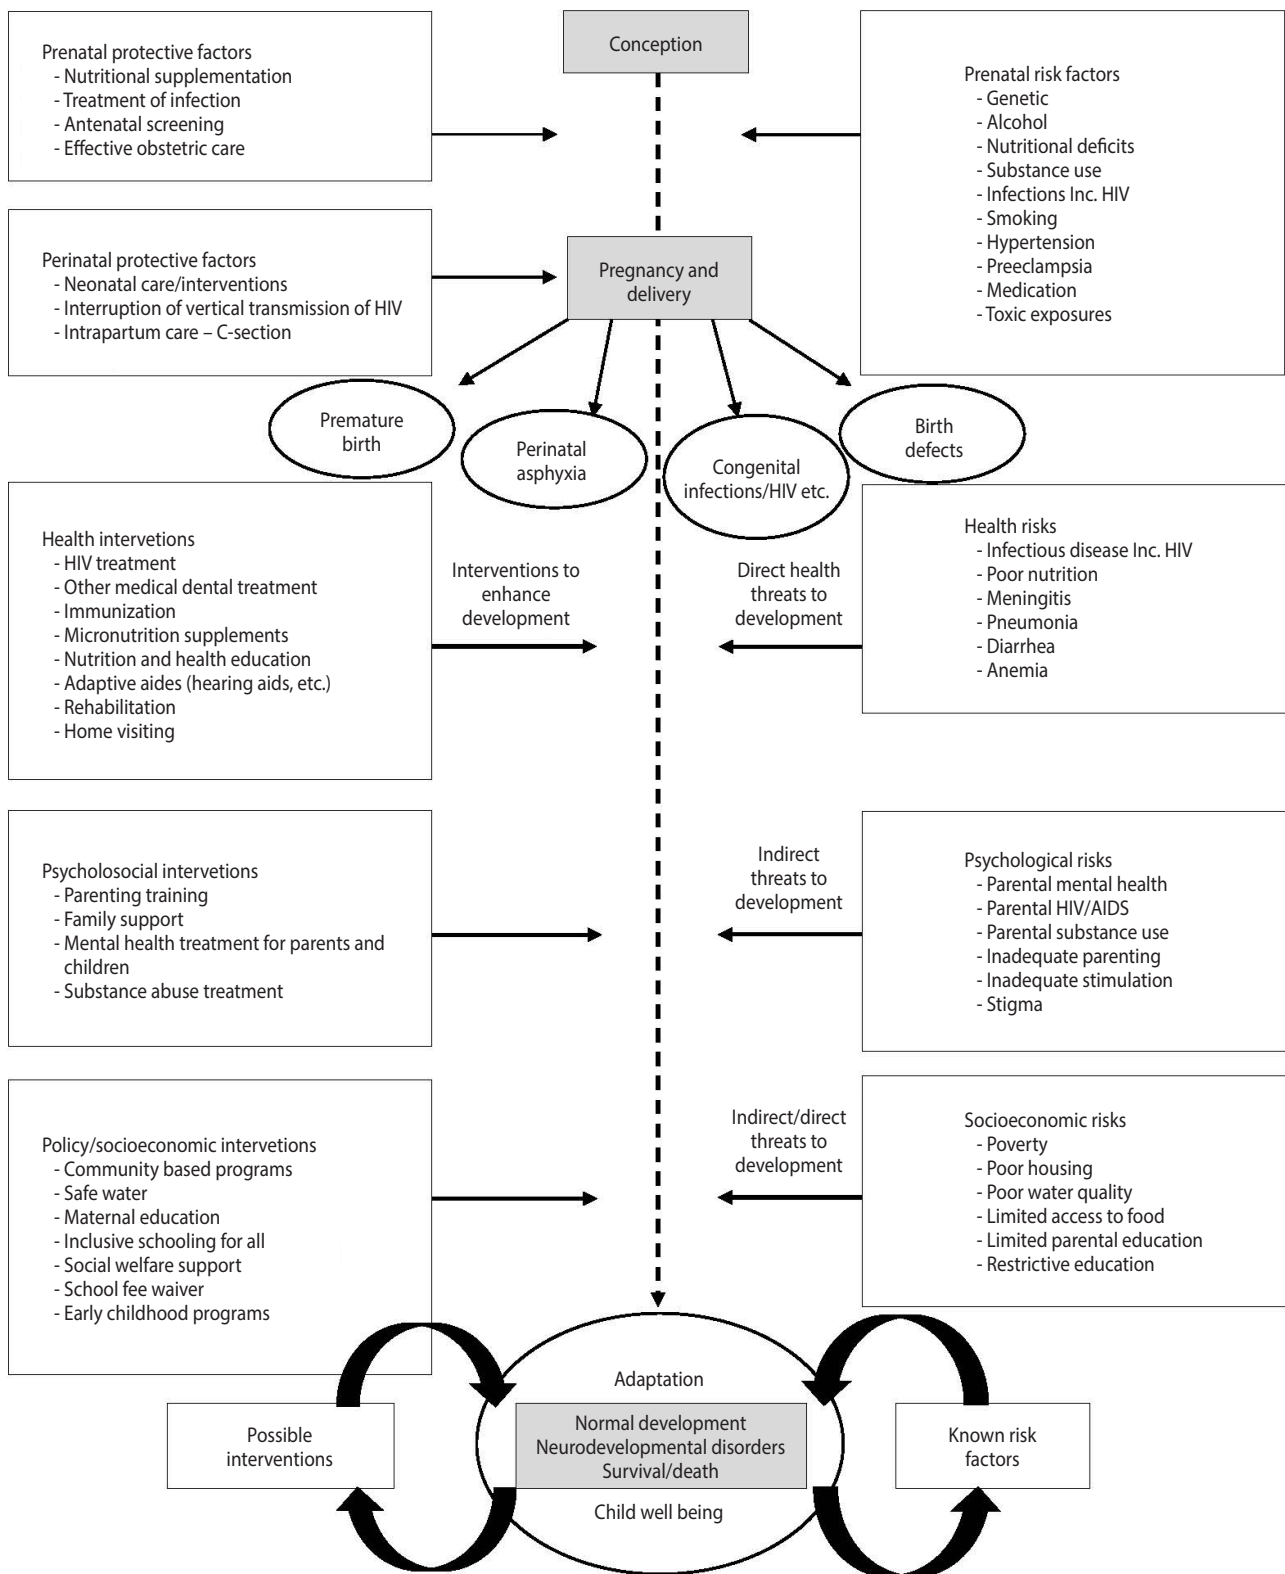 Conception
Prenatal protective factors
- Nutritional supplementation
- Treatment of infection
- Antenatal screening
- Effective obstetric care
Prenatal risk factors
- Genetic
- Alcohol
- Nutritional deficits
- Substance use
- Infections Inc. HIV
- Smoking
- Hypertension
- Preeclampsia
- Medication
- Toxic exposures
Perinatal protective factors
- Neonatal care/interventions
- Interruption of vertical transmission of HIV
- Intrapartum care – C-section
Pregnancy and
delivery
Premature
birth
Perinatal
asphyxia
Congenital
infections/HIV etc.
Birth
defects
Health intervetions
- HIV treatment
- Other medical dental treatment
- Immunization
- Micronutrition supplements
- Nutrition and health education
- Adaptive aides (hearing aids, etc.)
- Rehabilitation
- Home visiting
Interventions to
enhance
development
Direct health
threats to
development
Health risks
- Infectious disease Inc. HIV
- Poor nutrition
- Meningitis
- Pneumonia
- Diarrhea
- Anemia
Psycholosocial intervetions
- Parenting training
- Family support
- Mental health treatment for parents and
children
- Substance abuse treatment
Indirect
threats to
development
Psychological risks
- Parental mental health
- Parental HIV/AIDS
- Parental substance use
- Inadequate parenting
- Inadequate stimulation
- Stigma
Policy/socioeconomic intervetions
- Community based programs
- Safe water
- Maternal education
- Inclusive schooling for all
- Social welfare support
- School fee waiver
- Early childhood programs
Indirect/direct
threats to
development
Socioeconomic risks
- Poverty
- Poor housing
- Poor water quality
- Limited access to food
- Limited parental education
- Restrictive education
Possible
interventions
Adaptation
Normal development
Neurodevelopmental disorders
Survival/death
Child well being
Known risk
factors